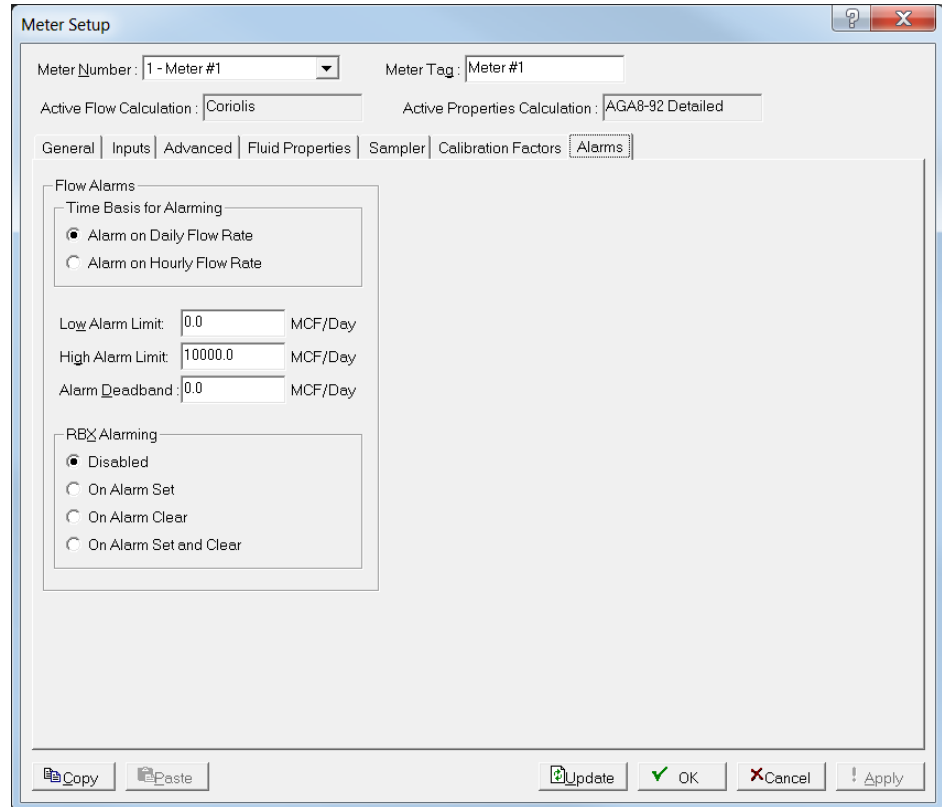 Meter Setup
Meter Number : 1 - Meter #1 Meter Tag : Meter #1
Active Flow Calculation : Coriolis Active Properties Calculation : AGA8-92 Detailed
General Inputs Advanced Fluid Properties Sampler Calibration Factors Alarms
Flow Alarms
Time Basis for Alarming
Alarm on Daily Flow Rate
Alarm on Hourly Flow Rate
Low Alarm Limit: 0.0 MCF/Day
High Alarm Limit: 10000.0 MCF/Day
Alarm Deadband : 0.0 MCF/Day
RBX Alarming
Disabled
On Alarm Set
On Alarm Clear
On Alarm Set and Clear
Copy Paste Update OK Cancel ! Apply